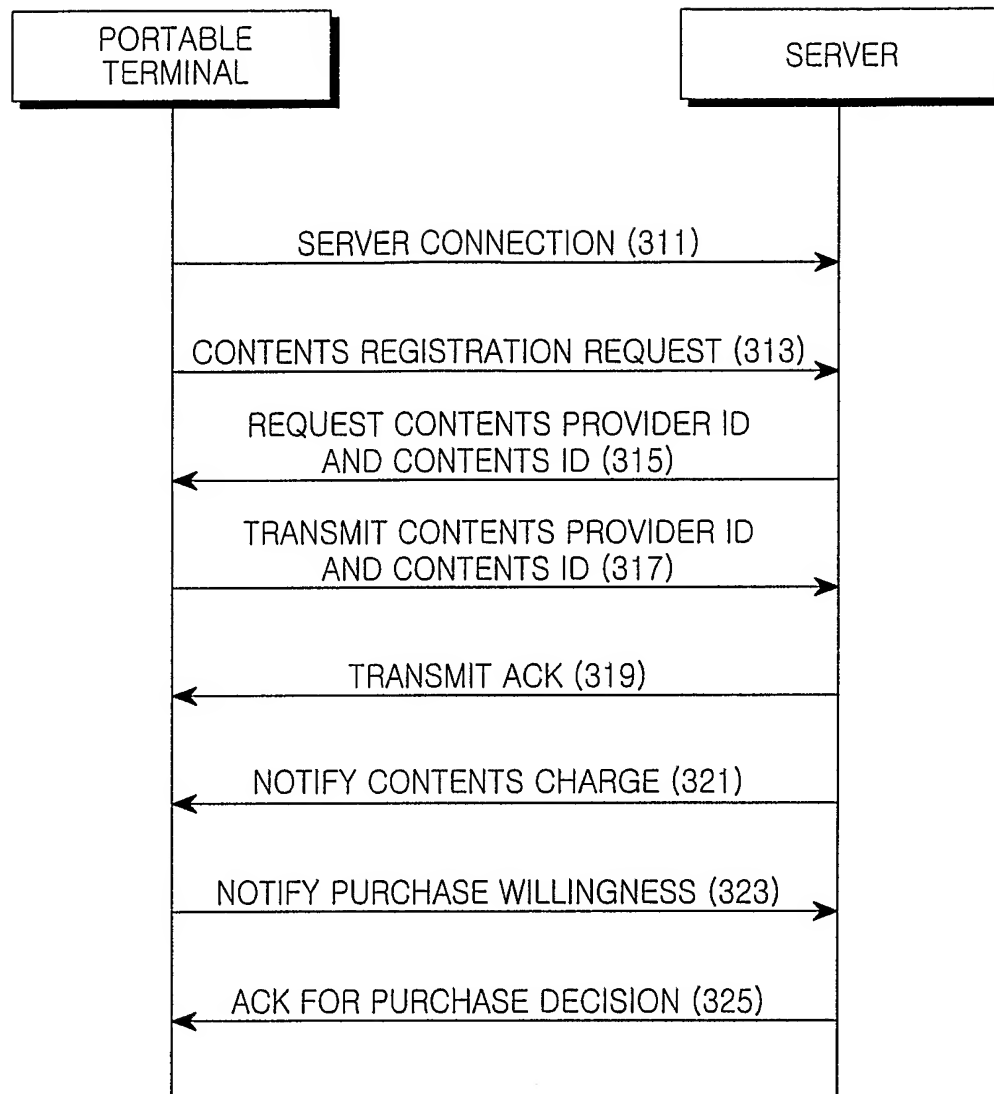 PORTABLE
TERMINAL
SERVER
SERVER CONNECTION (311)
CONTENTS REGISTRATION REQUEST (313)
REQUEST CONTENTS PROVIDER ID
AND CONTENTS ID (315)
TRANSMIT CONTENTS PROVIDER ID
AND CONTENTS ID (317)
TRANSMIT ACK (319)
NOTIFY CONTENTS CHARGE (321)
NOTIFY PURCHASE WILLINGNESS (323)
ACK FOR PURCHASE DECISION (325)